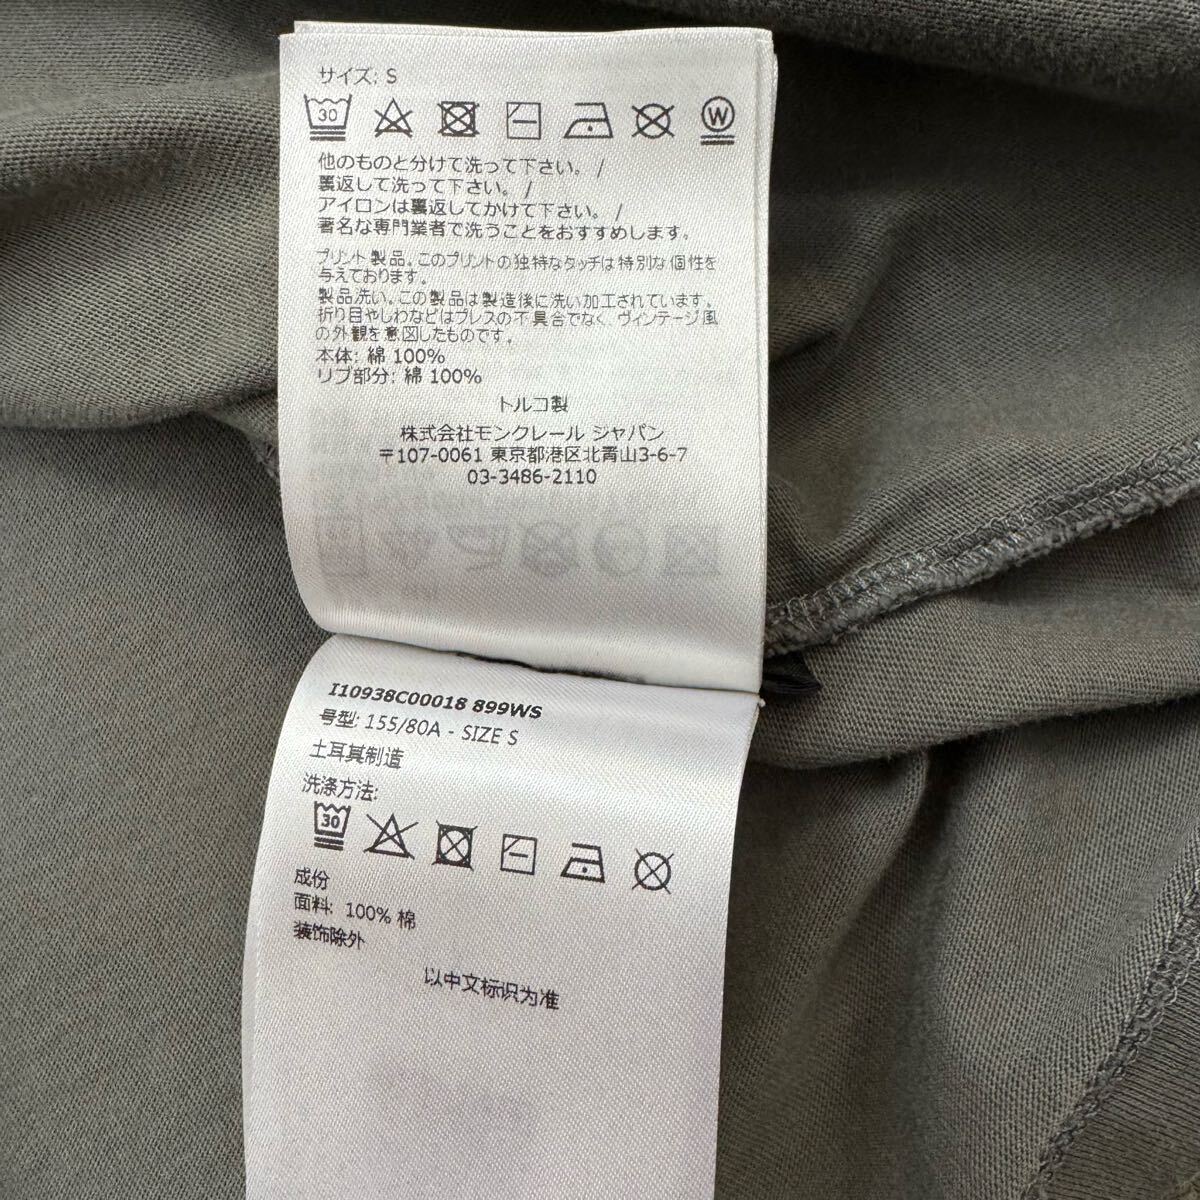 サイズ: S
30
W
他のものと分けて洗って下さい。/
裏返して洗って下さい。/
アイロンは裏返してかけて下さい。/
著名な専門業者で洗うことをおすすめします。
プリント製品。このプリントの独特なタッチは特別な個性を
与えております。
製品洗い。この製品は製造後に洗い加工されています。
折り目やしわなどはプレスの不具合でなく、ヴィンテージ風
の外観を意図したものです。
本体: 綿 100%
リブ部分: 綿 100%
トルコ製
株式会社モンクレール ジャパン
〒107-0061 東京都港区北青山3-6-7
03-3486-2110
I10938C00018 899WS
号型: 155/80A - SIZE S
土耳其制造
洗涤方法:
30
成份
面料: 100% 棉
装饰除外
以中文标识为准